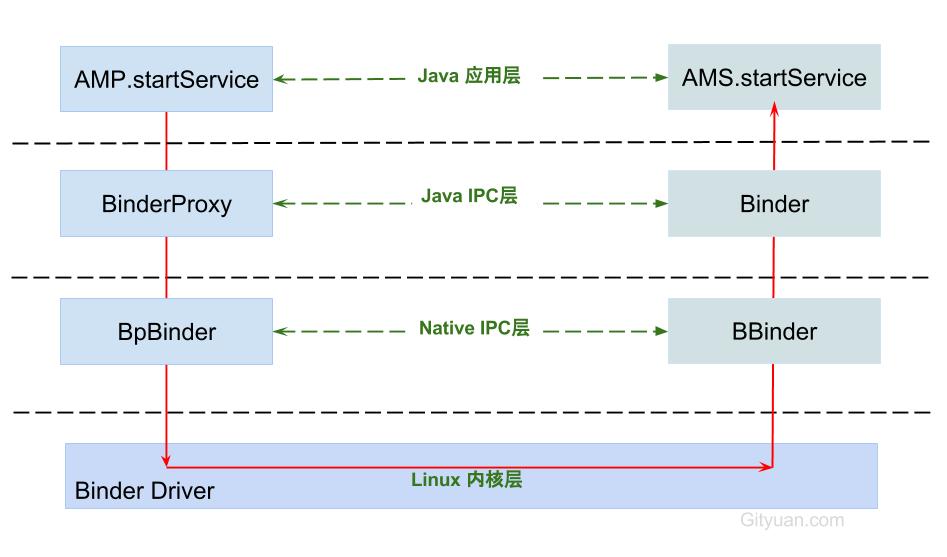 AMP.startService
Java 应用层
AMS.startService
BinderProxy
Java IPC层
Binder
BpBinder
Native IPC层
BBinder
Linux 内核层
Binder Driver
Gityuan.com